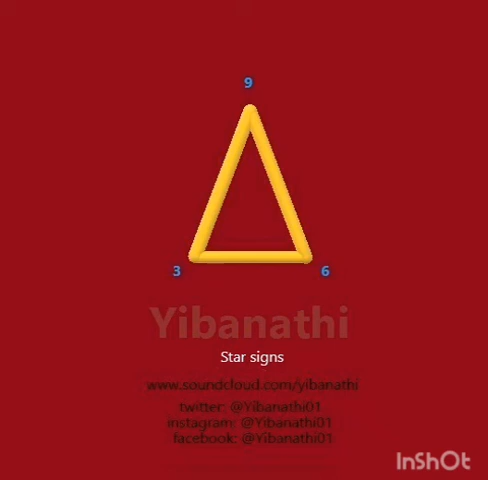 9
3
6
Yibanathi
Star signs
www.soundcloud.com/yibanathi
twitter: @Yibanathi01
instagram: @Yibanathi01
facebook: @Yibanathi01
InShOt